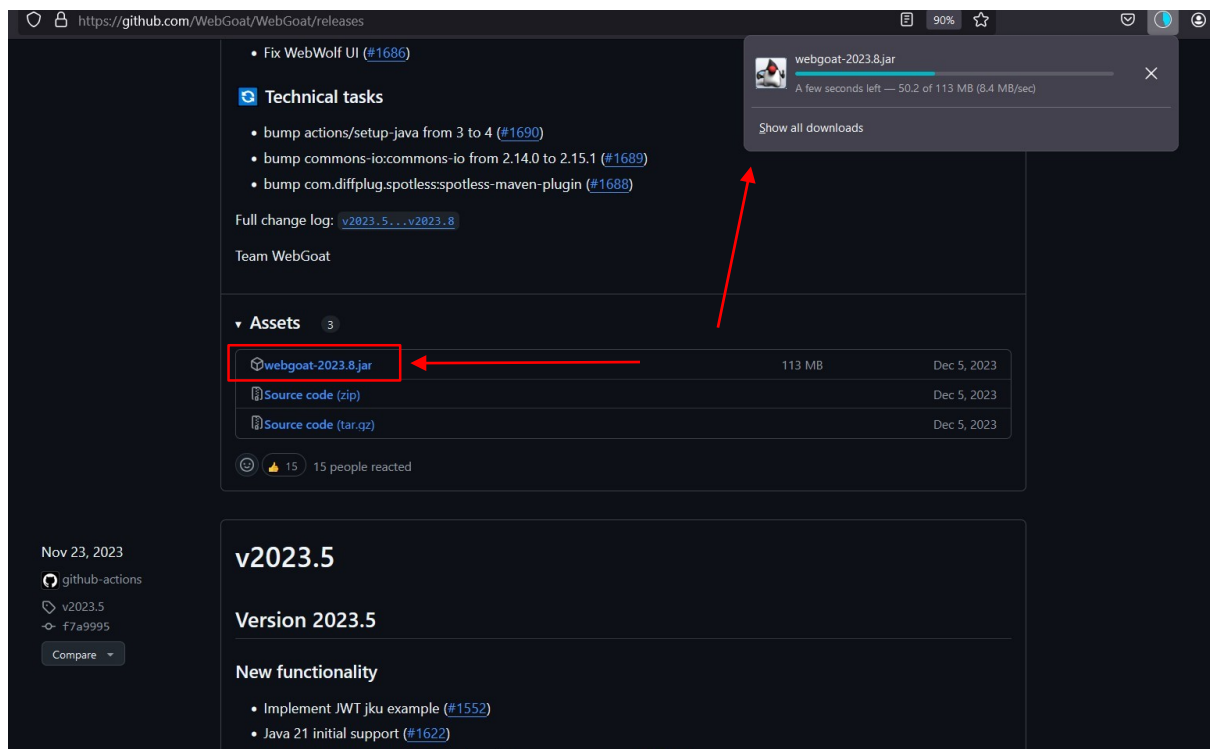 https://github.com/WebGoat/WebGoat/releases
90%
webgoat-2023.8.jar
A few seconds left — 50.2 of 113 MB (8.4 MB/sec)
Show all downloads
• Fix WebWolf UI (#1686)
Technical tasks
• bump actions/setup-java from 3 to 4 (#1690)
• bump commons-io:commons-io from 2.14.0 to 2.15.1 (#1689)
• bump com.diffplug.spotless:spotless-maven-plugin (#1688)
Full change log: v2023.5...v2023.8
Team WebGoat
Assets 3
webgoat-2023.8.jar 113 MB Dec 5, 2023
Source code (zip) Dec 5, 2023
Source code (tar.gz) Dec 5, 2023
15 15 people reacted
Nov 23, 2023
github-actions
v2023.5
f7a9995
Compare
v2023.5
Version 2023.5
New functionality
• Implement JWT jku example (#1552)
• Java 21 initial support (#1622)